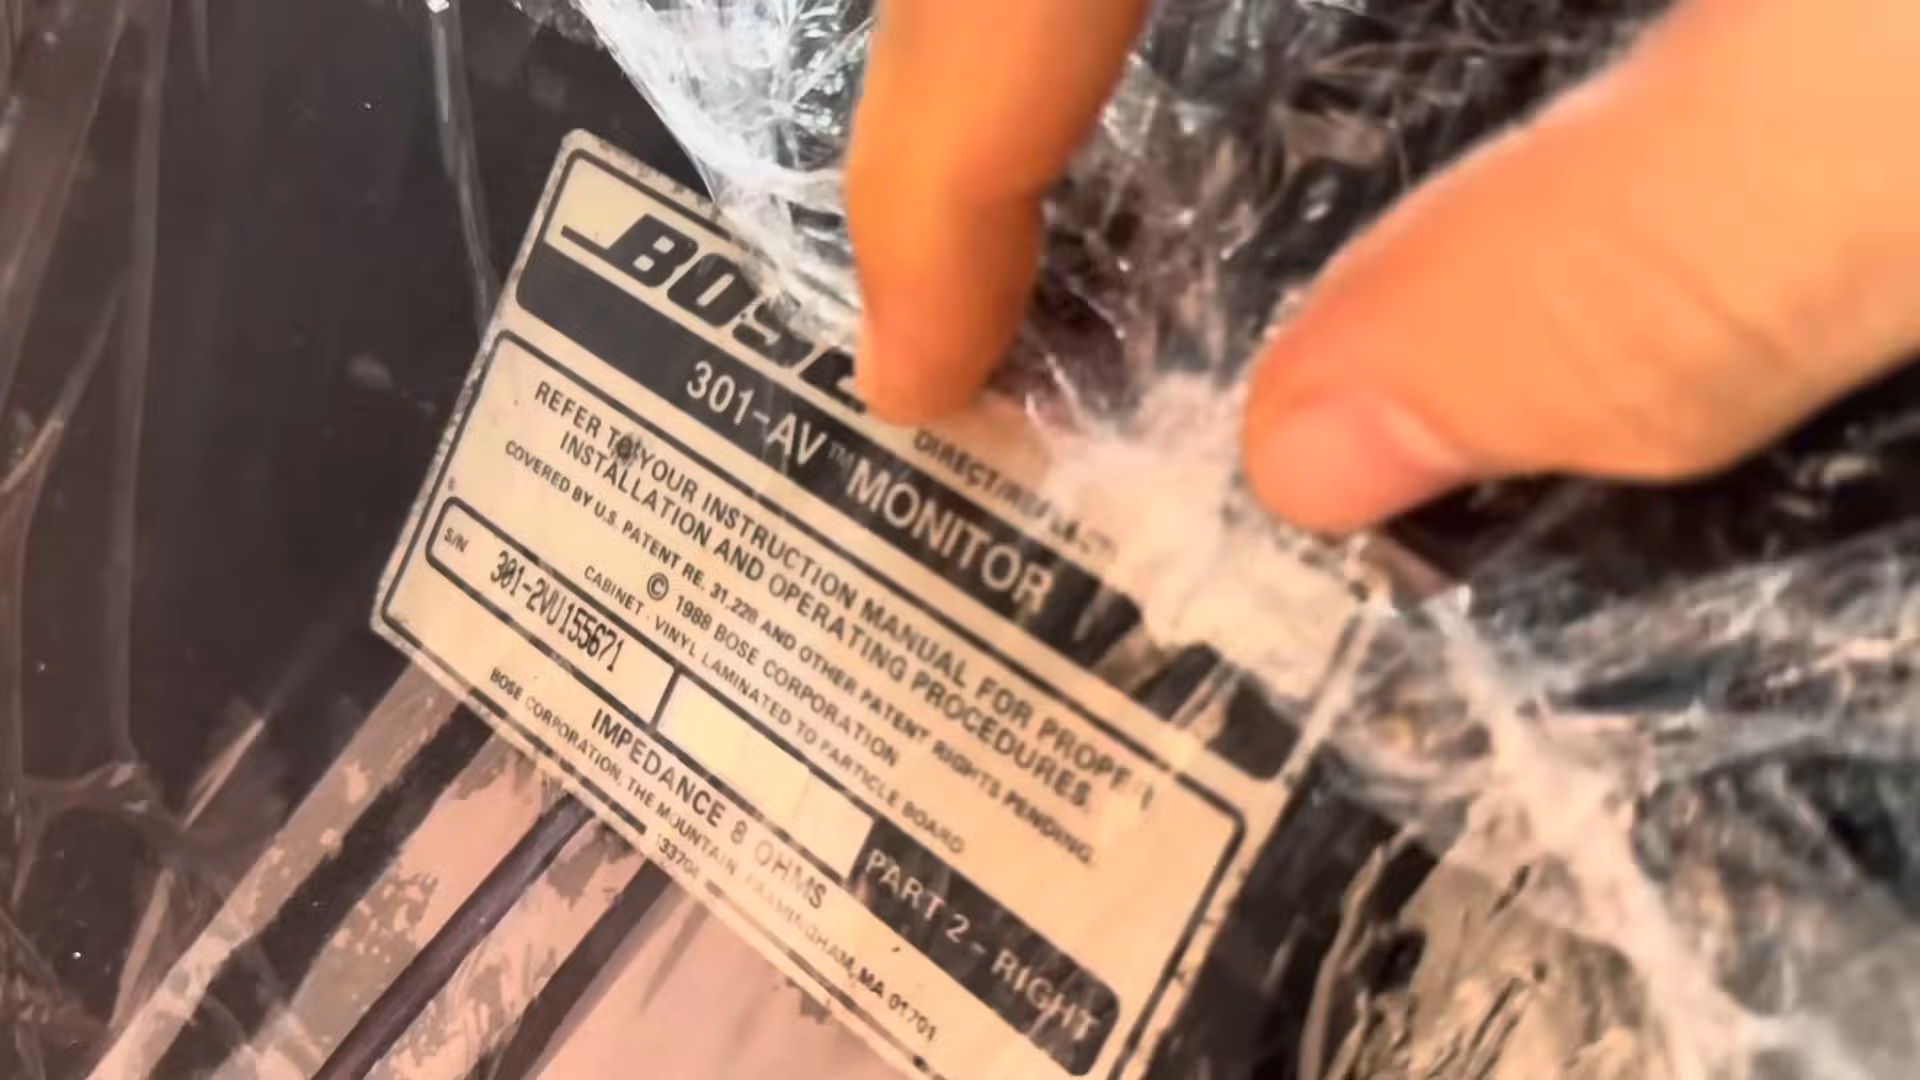 BOSE
DIRECT/REFLECT
301-AV™ MONITOR
REFER TO YOUR INSTRUCTION MANUAL FOR PROPER
INSTALLATION AND OPERATING PROCEDURES.
COVERED BY U.S. PATENT RE. 31,228 AND OTHER PATENT RIGHTS PENDING.
© 1988 BOSE CORPORATION
CABINET - VINYL LAMINATED TO PARTICLE BOARD
S/N 301-2VU155671
PART 2 - RIGHT
IMPEDANCE 8 OHMS
BOSE CORPORATION, THE MOUNTAIN, FRAMINGHAM, MA 01701
133704